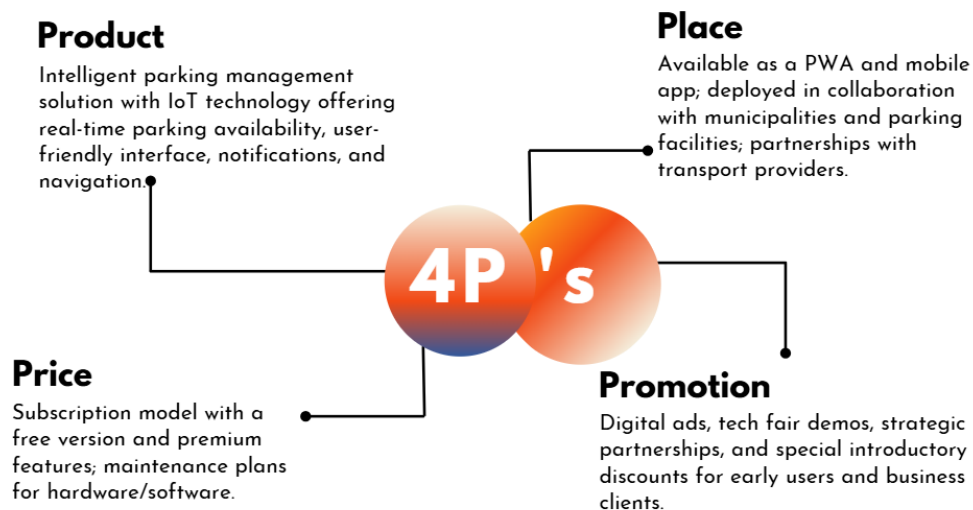 Product
Intelligent parking management
solution with IoT technology offering
real-time parking availability, user-
friendly interface, notifications, and
navigation.
Place
Available as a PWA and mobile
app; deployed in collaboration
with municipalities and parking
facilities; partnerships with
transport providers.
4P's
Price
Subscription model with a
free version and premium
features; maintenance plans
for hardware/software.
Promotion
Digital ads, tech fair demos, strategic
partnerships, and special introductory
discounts for early users and business
clients.